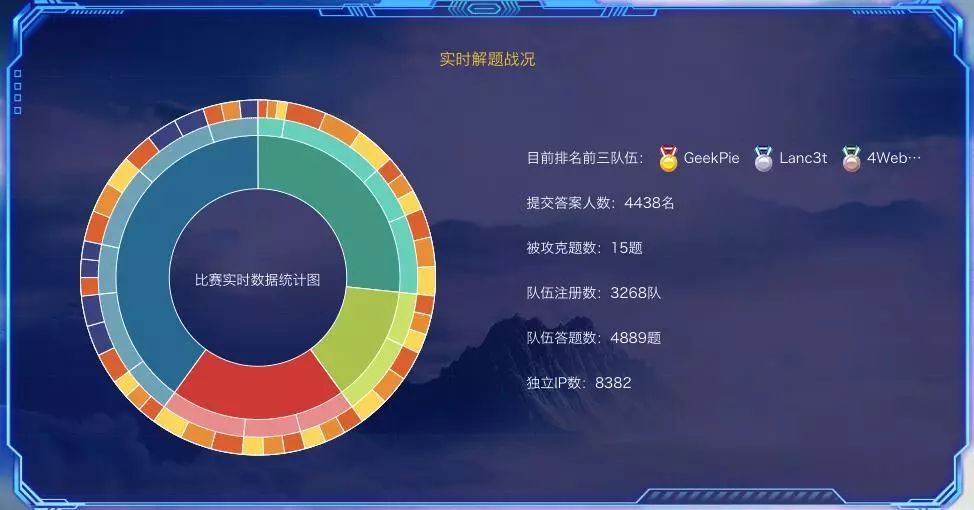 实时解题战况
目前排名前三队伍： GeekPie Lanc3t 4Web…
提交答案人数：4438名
被攻克题数：15题
比赛实时数据统计图
队伍注册数：3268队
队伍答题数：4889题
独立IP数：8382